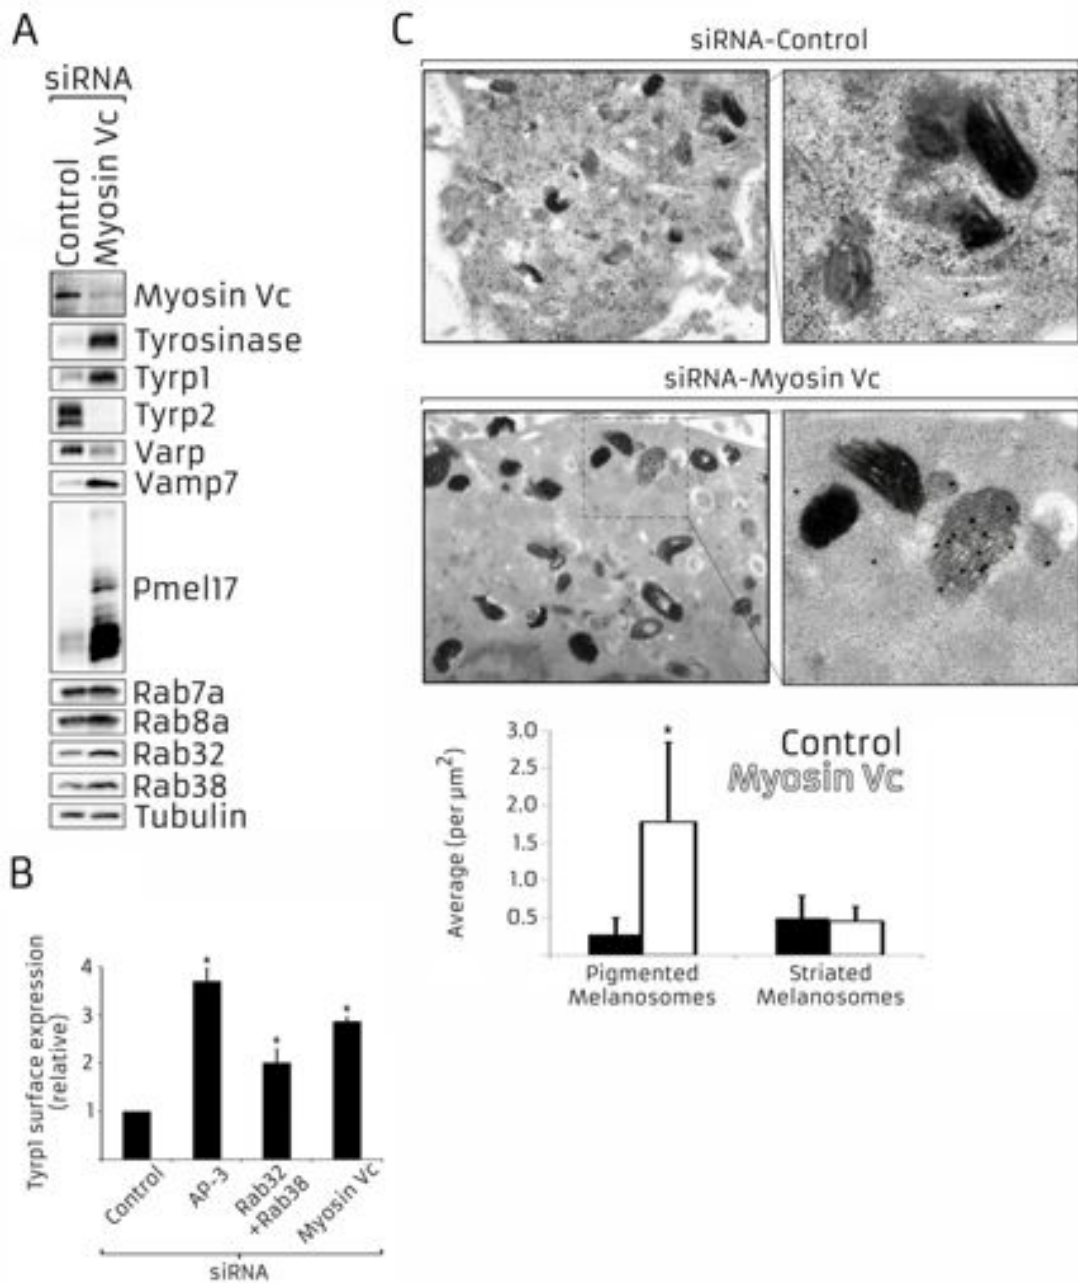 A
siRNA
Control
Myosin Vc
Myosin Vc
Tyrosinase
Tyrp1
Tyrp2
Varp
Vamp7
Pmel17
Rab7a
Rab8a
Rab32
Rab38
Tubulin
B
Tyrp1 surface expression
(relative)
4
3
2
1
Control
AP-3
Rab32
+Rab38
Myosin Vc
*
*
*
siRNA
C
siRNA-Control
siRNA-Myosin Vc
Average (per µm²)
3.0
2.5
2.0
1.5
1.0
0.5
*
Control
Myosin Vc
Pigmented
Melanosomes
Striated
Melanosomes